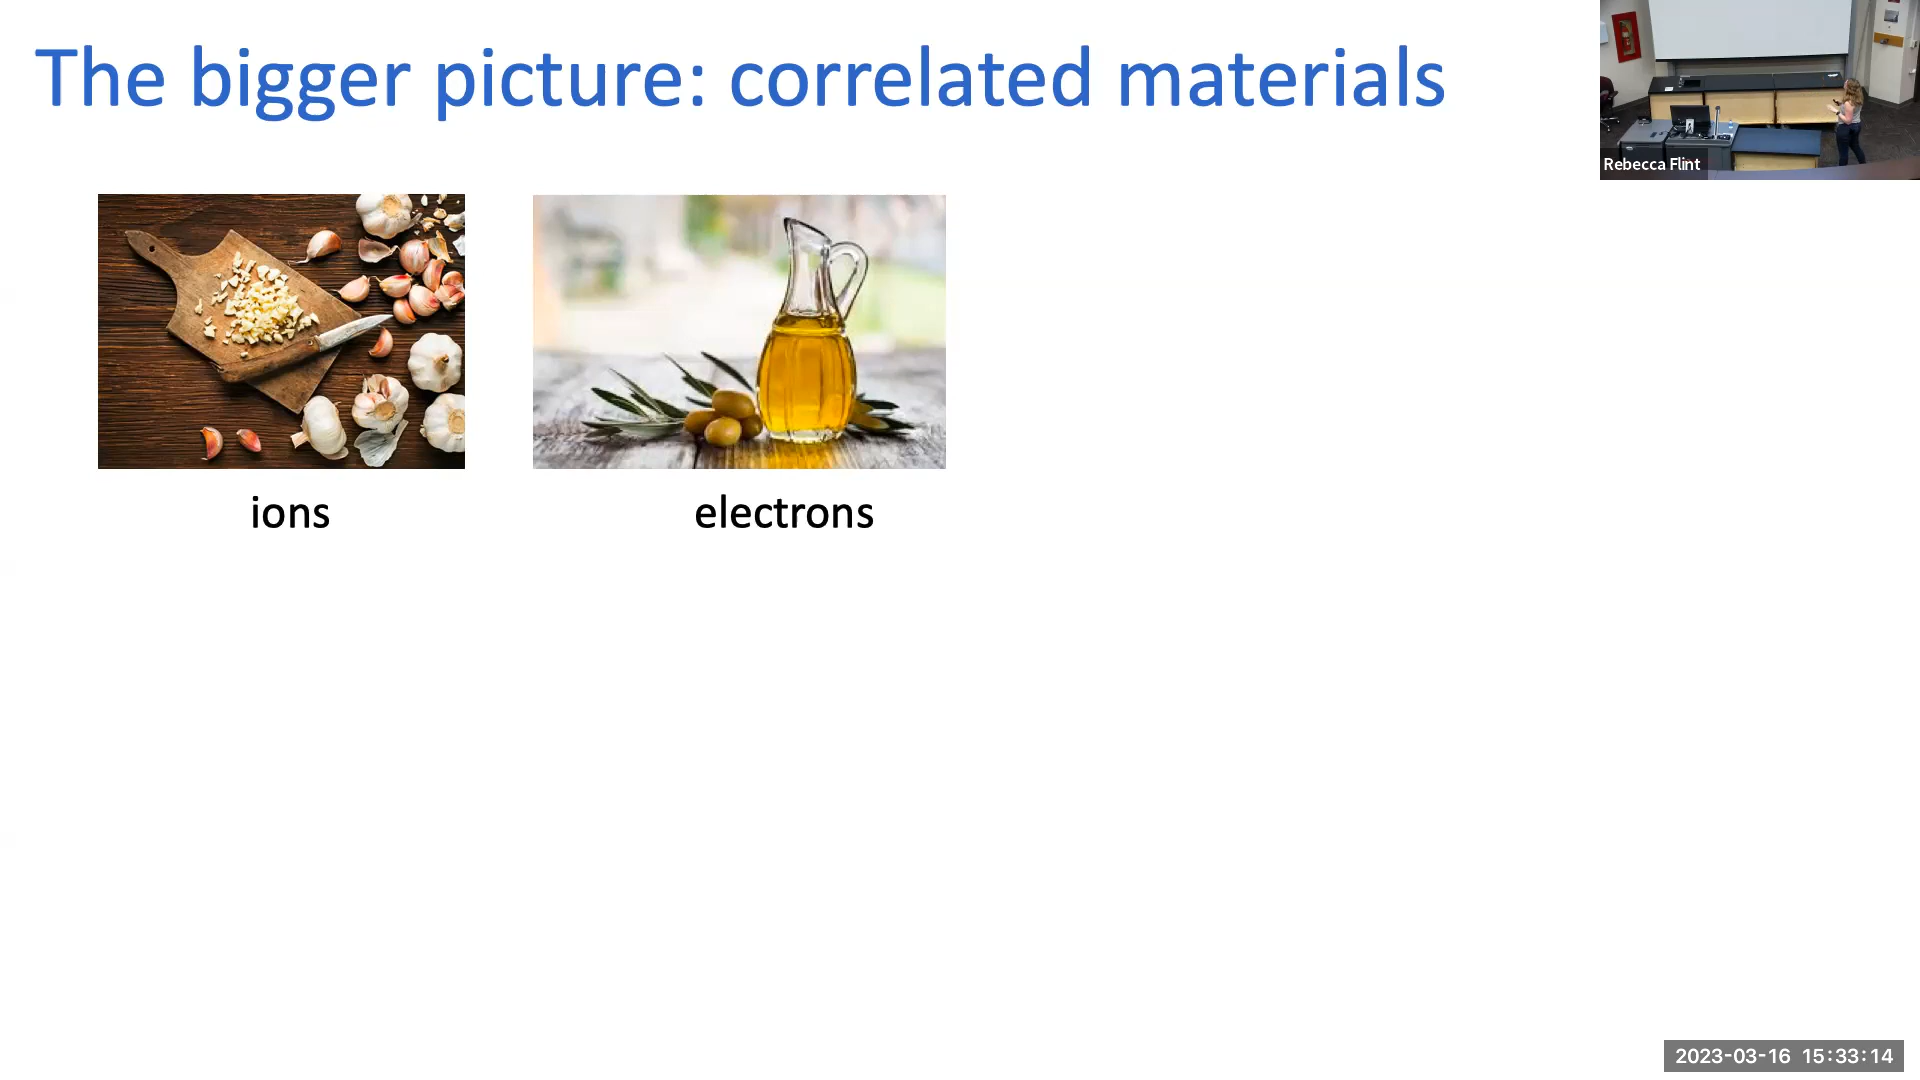 The bigger picture: correlated materials
Rebecca Flint
ions
electrons
2023-03-16 15:33:14